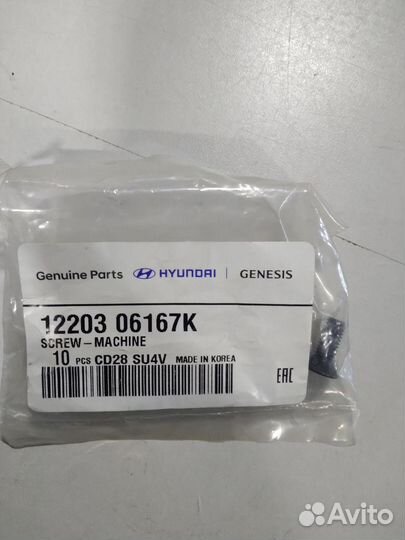 Genuine Parts HYUNDAI | GENESIS
12203 06167K
SCREW-MACHINE
10 PCS CD28 SU4V MADE IN KOREA
EAC
Avito